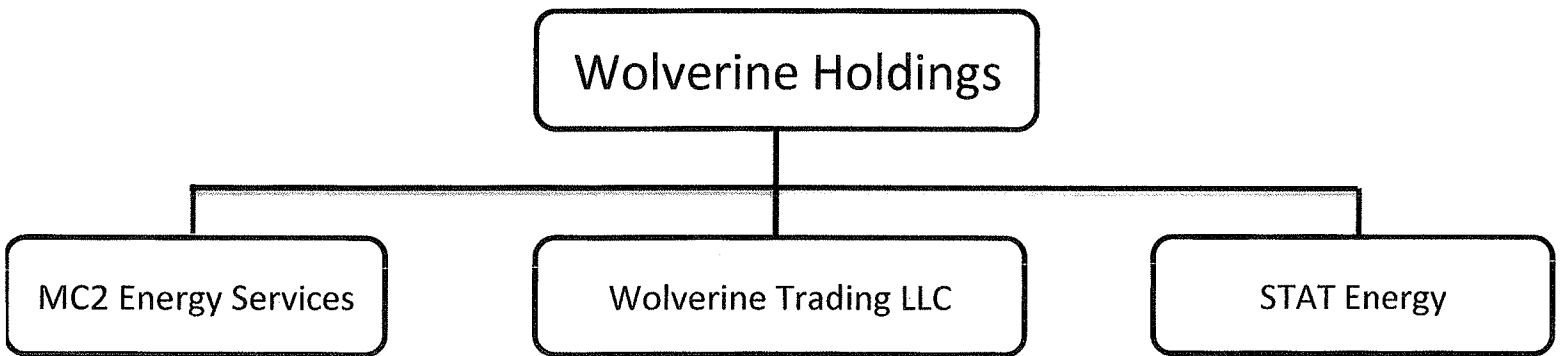 Wolverine Holdings
MC2 Energy Services
Wolverine Trading LLC
STAT Energy